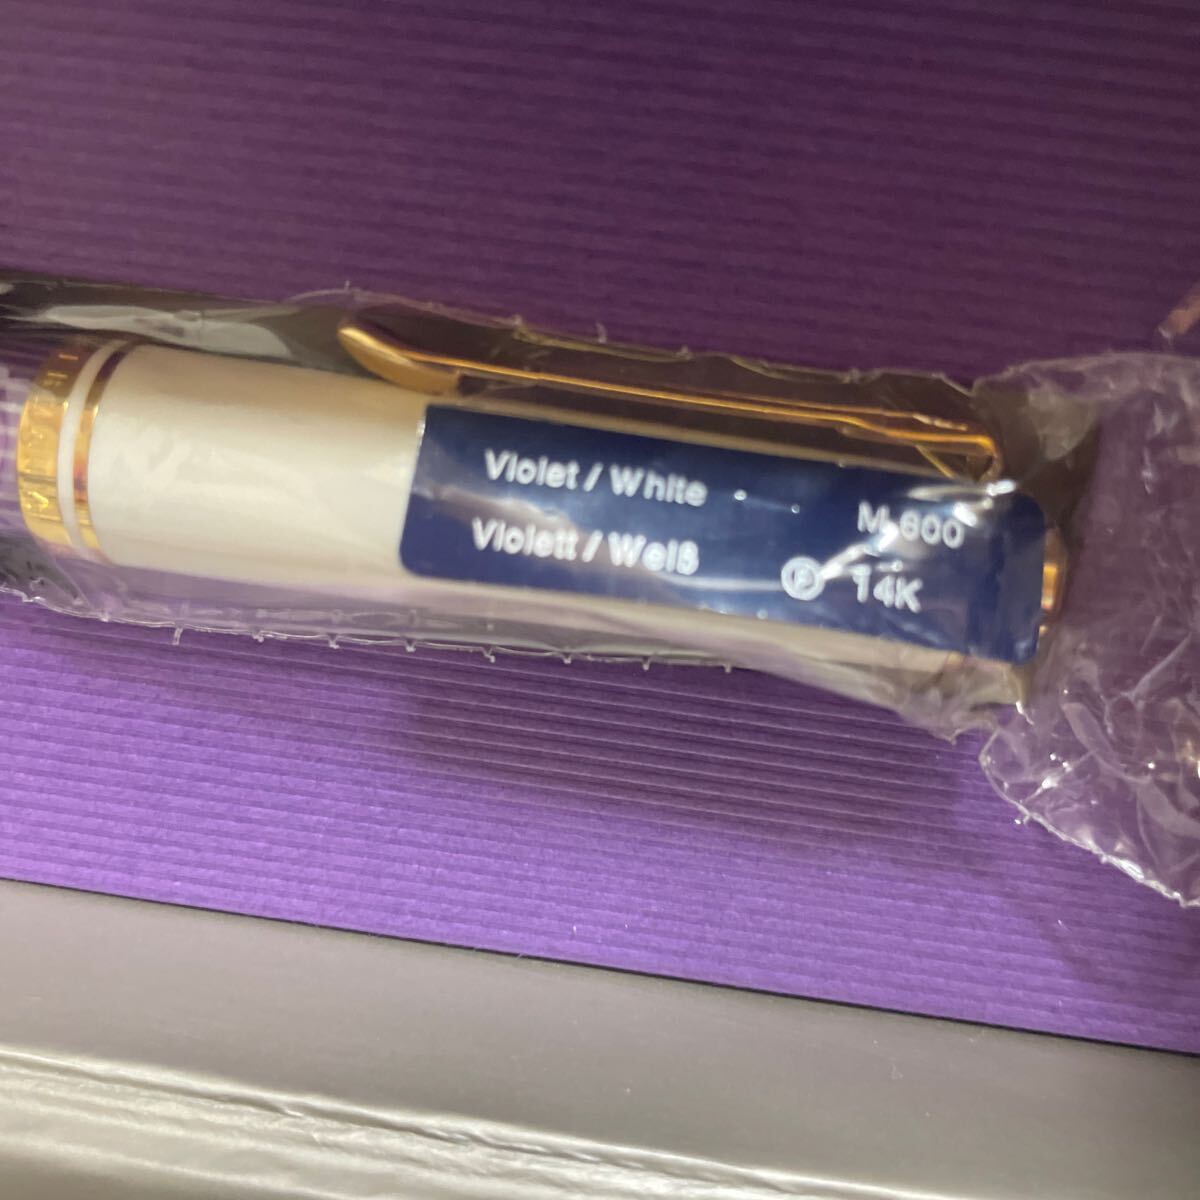 Violet / White
M 600
Violett / Weiß
F 14K